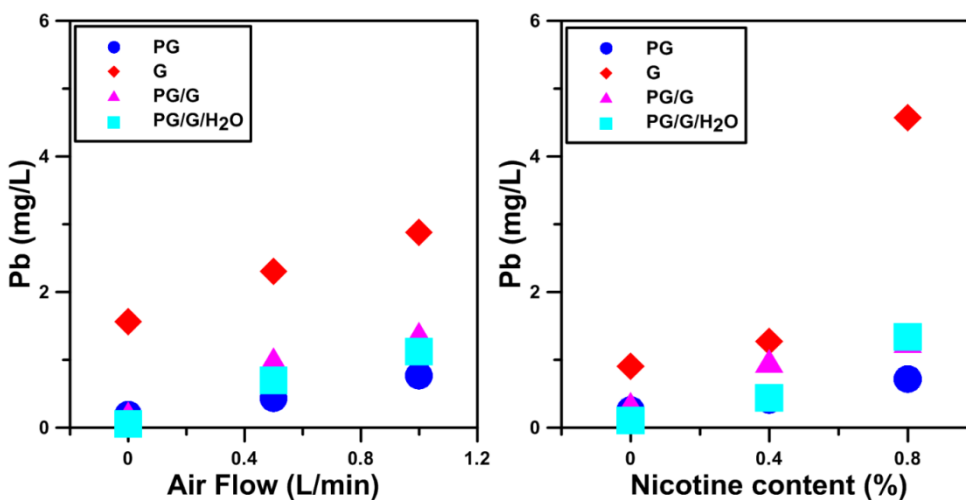 6
4
2
0
Pb (mg/L)
PG
G
PG/G
PG/G/H₂O
0
0.4
0.8
1.2
Air Flow (L/min)
6
4
2
0
Pb (mg/L)
PG
G
PG/G
PG/G/H₂O
0
0.4
0.8
Nicotine content (%)